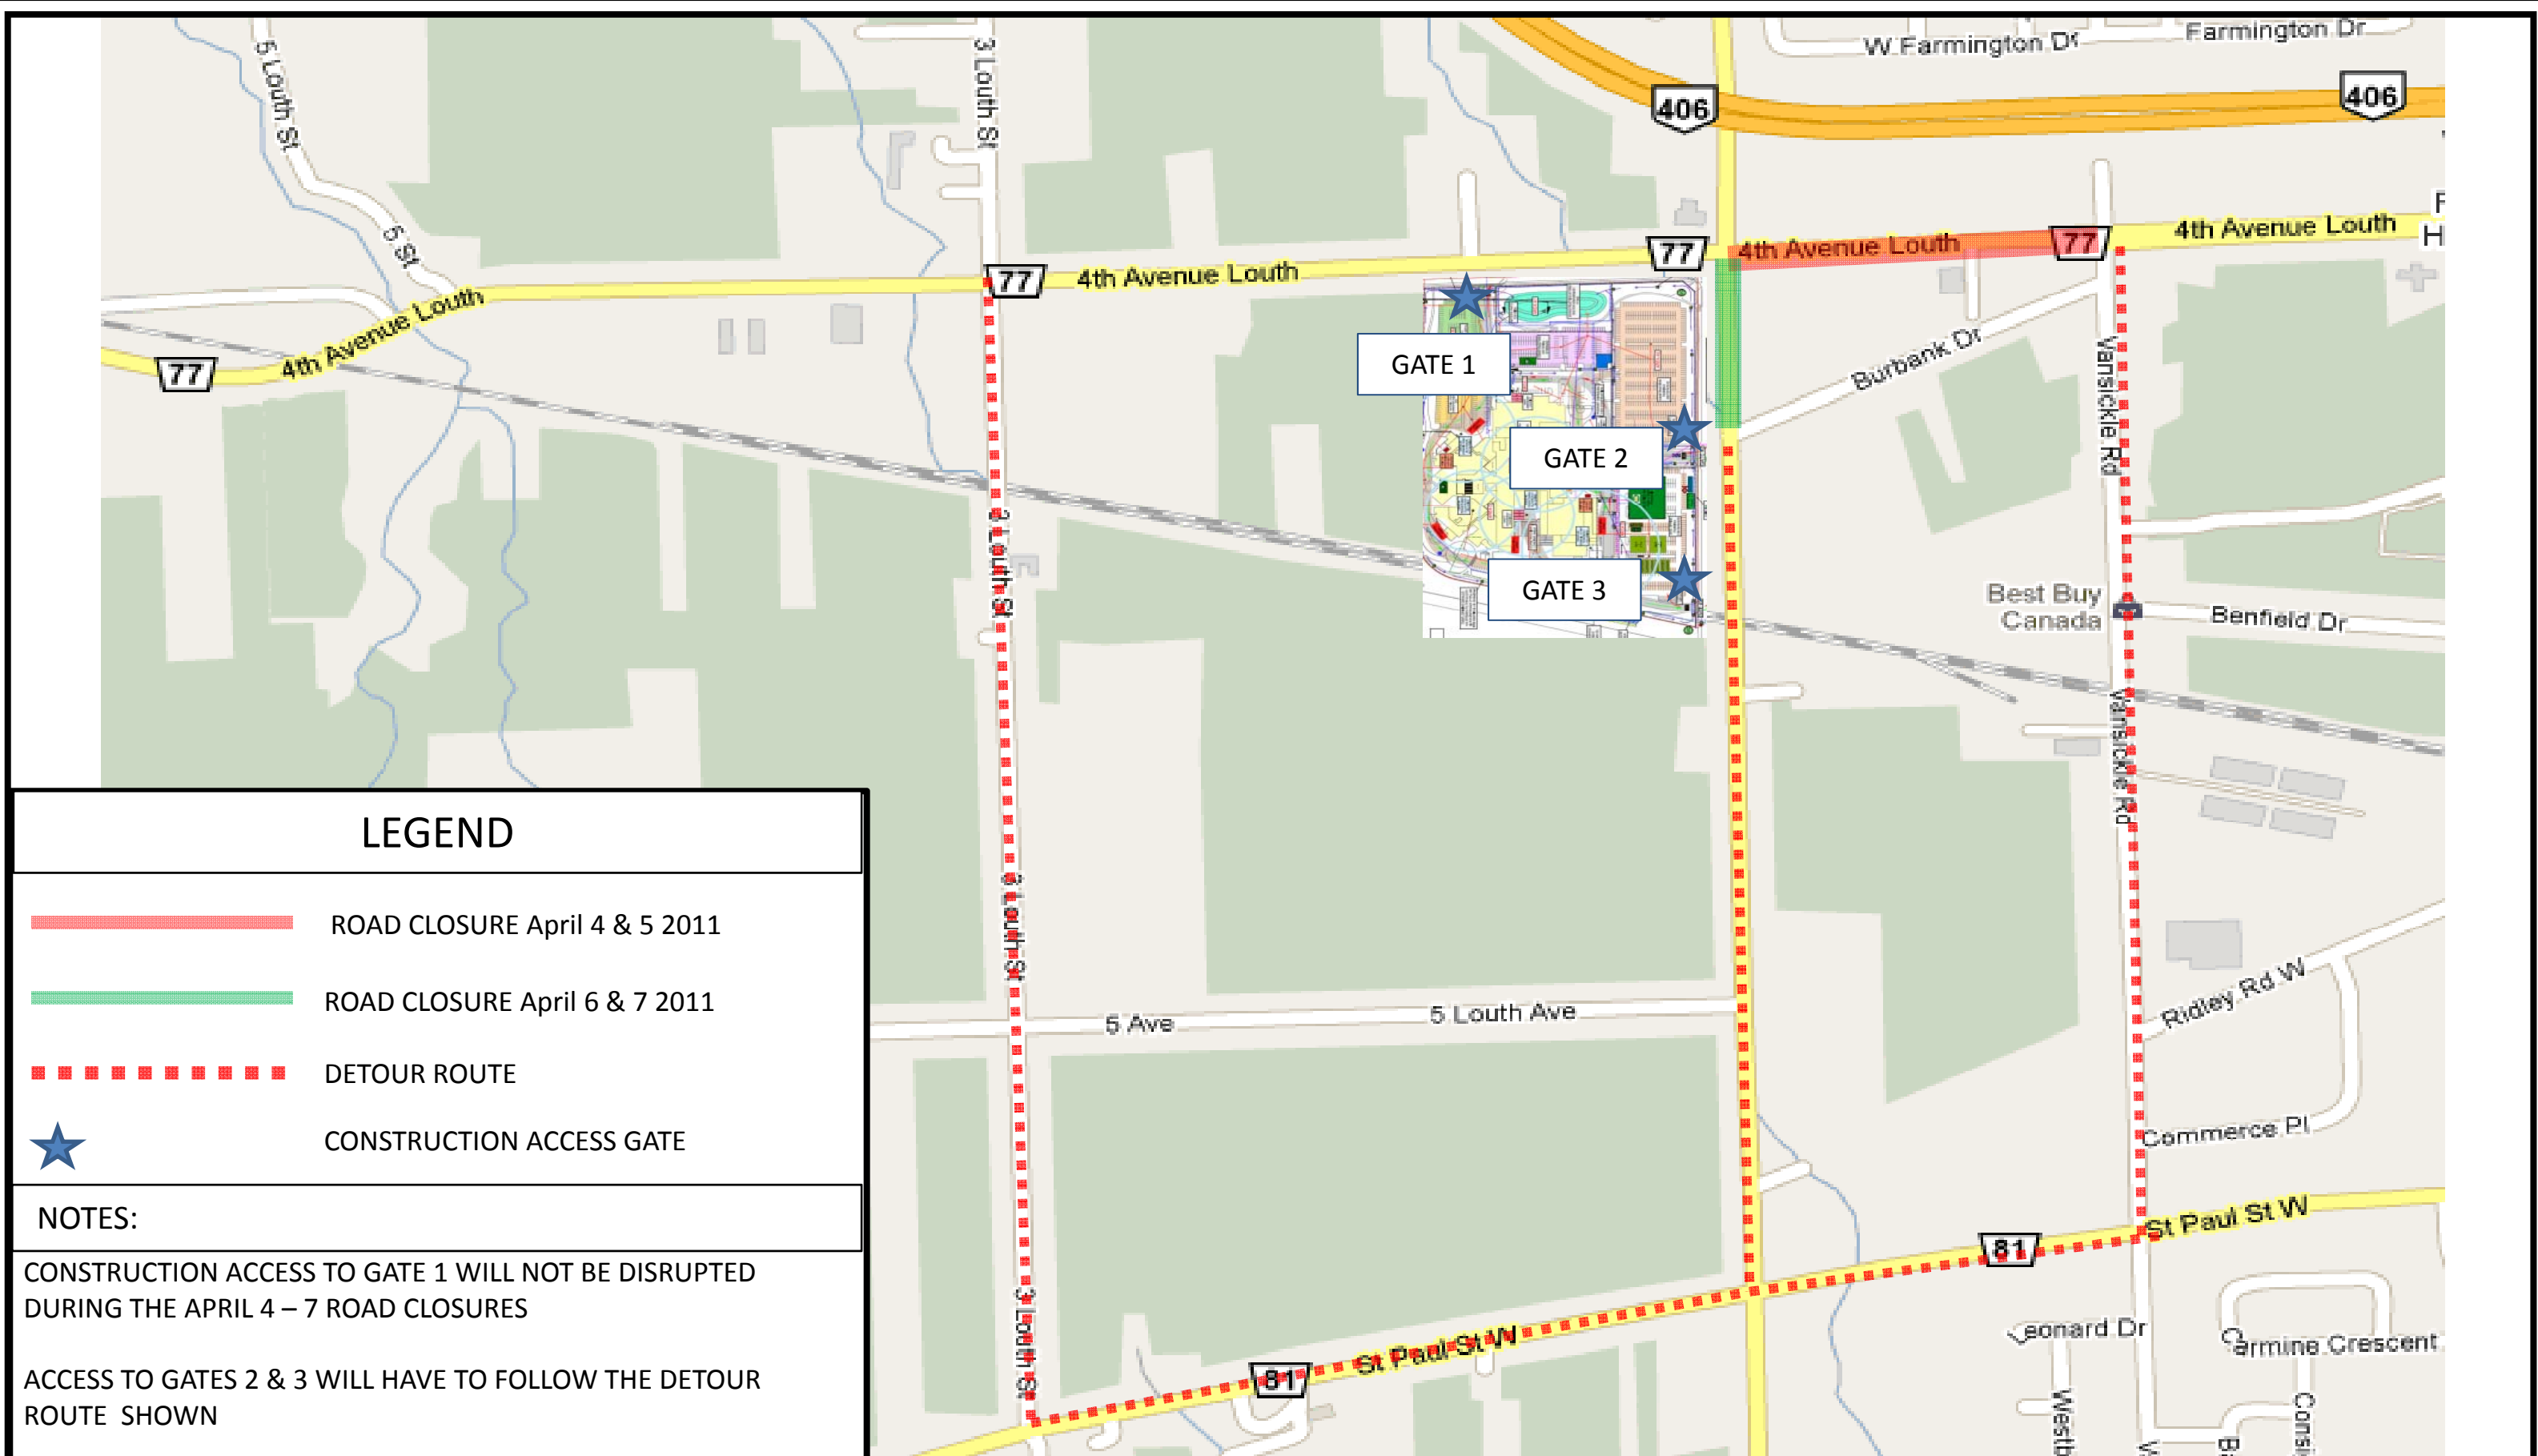 5 Louth St
3 Louth St
W Farmington Dr
Farmington Dr
406
406
5 St
77
4th Avenue Louth
77
4th Avenue Louth
77
4th Avenue Louth
4th Avenue Louth
77
GATE 1
Burbank Dr
Vansickle Rd
GATE 2
3 Louth St
GATE 3
Best Buy
Canada
Benfield Dr
Vansickle Rd
3 Louth St
5 Ave
5 Louth Ave
Ridley Rd W
Commerce Pl
St Paul St W
81
3 Louth St
St Paul St W
81
Leonard Dr
armine Crescent
LEGEND
ROAD CLOSURE April 4 & 5 2011
ROAD CLOSURE April 6 & 7 2011
DETOUR ROUTE
CONSTRUCTION ACCESS GATE
NOTES:
CONSTRUCTION ACCESS TO GATE 1 WILL NOT BE DISRUPTED
DURING THE APRIL 4 – 7 ROAD CLOSURES
ACCESS TO GATES 2 & 3 WILL HAVE TO FOLLOW THE DETOUR
ROUTE SHOWN